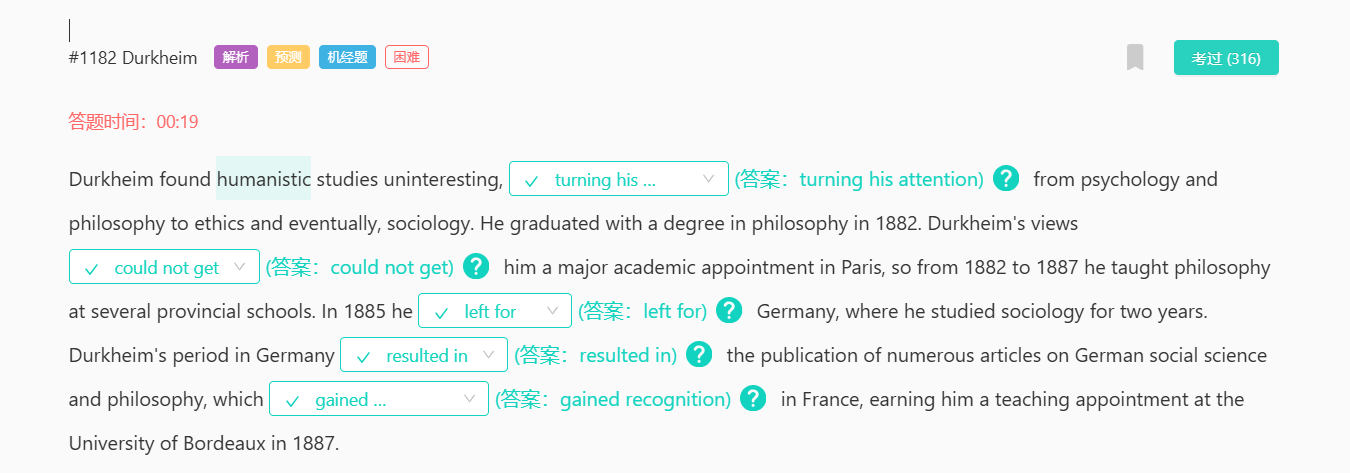 #1182 Durkheim 解析 预测 机经题 困难 考过 (316)
答题时间：00:19
Durkheim found humanistic studies uninteresting, turning his ... (答案：turning his attention) ? from psychology and
philosophy to ethics and eventually, sociology. He graduated with a degree in philosophy in 1882. Durkheim's views
could not get (答案：could not get) ? him a major academic appointment in Paris, so from 1882 to 1887 he taught philosophy
at several provincial schools. In 1885 he left for (答案：left for) ? Germany, where he studied sociology for two years.
Durkheim's period in Germany resulted in (答案：resulted in) ? the publication of numerous articles on German social science
and philosophy, which gained ... (答案：gained recognition) ? in France, earning him a teaching appointment at the
University of Bordeaux in 1887.